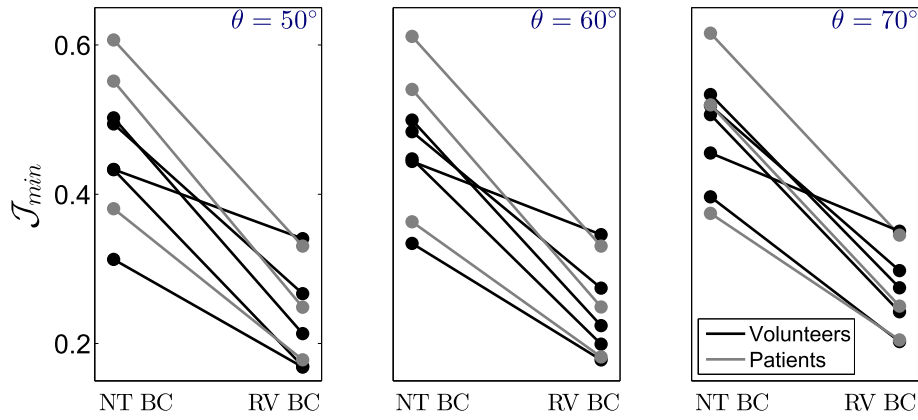 θ = 50°
θ = 60°
θ = 70°
0.6
0.4
0.2
𝒥min
Volunteers
Patients
NT BC RV BC
NT BC RV BC
NT BC RV BC